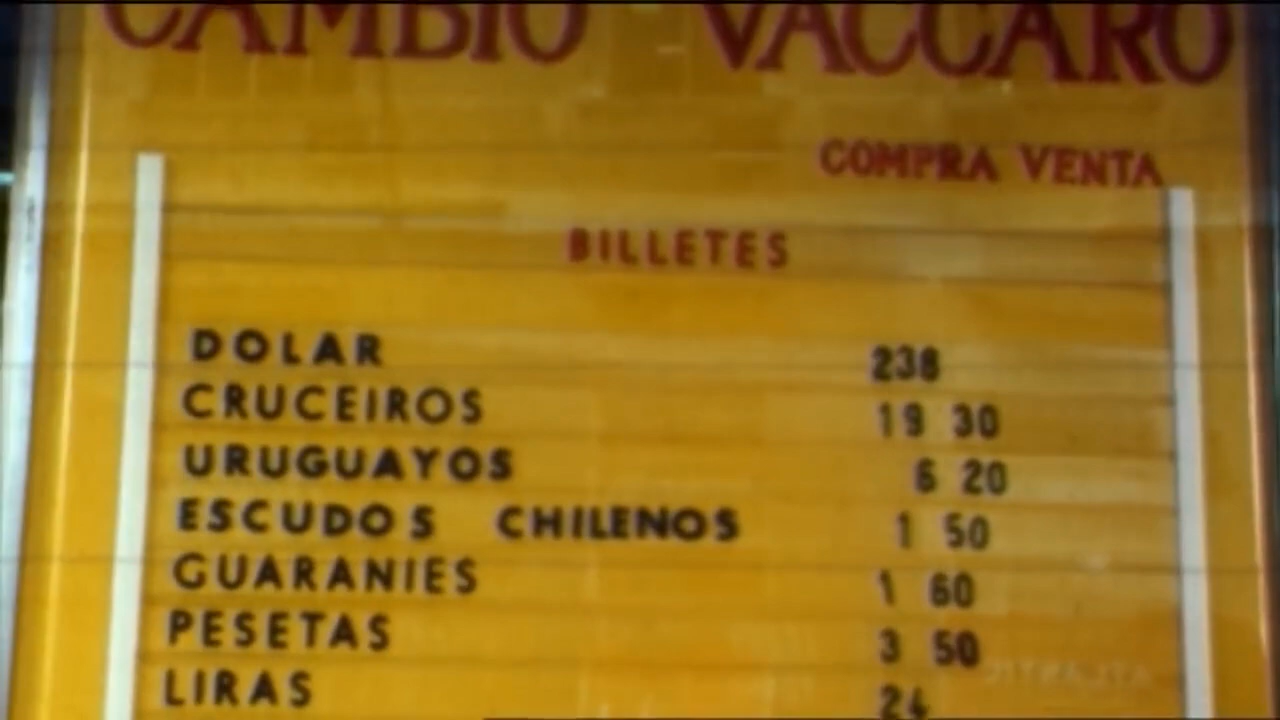 CAMBIO VACCARO
COMPRA VENTA
BILLETES
DOLAR 238
CRUCEIROS 19 30
URUGUAYOS 6 20
ESCUDOS CHILENOS 1 50
GUARANIES 1 60
PESETAS 3 50
LIRAS 24